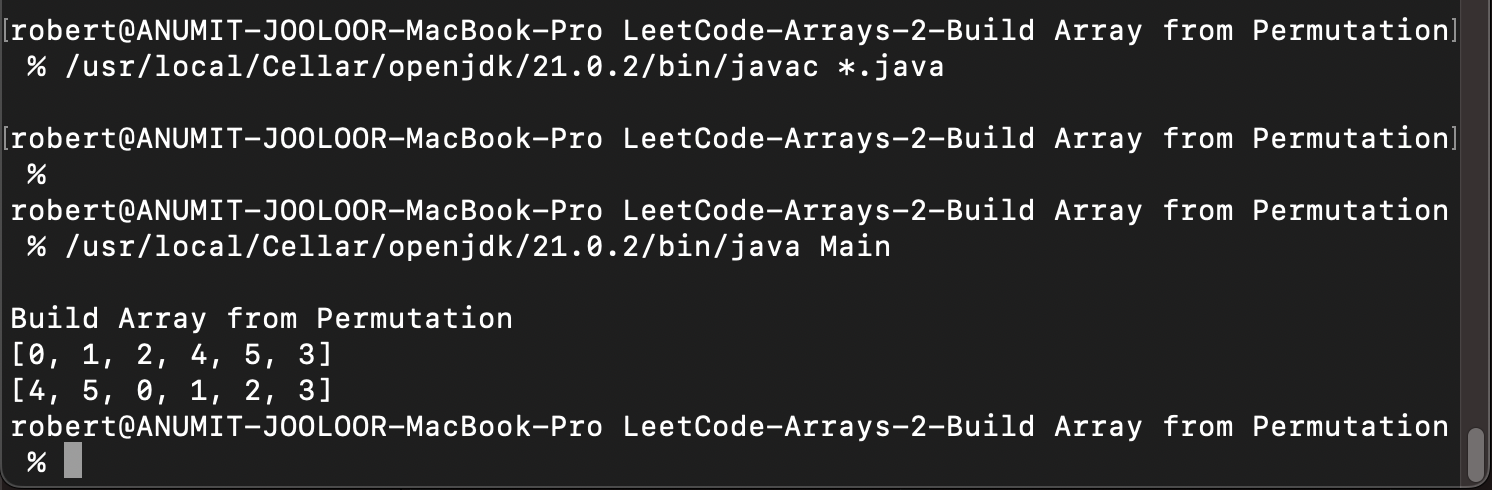 [robert@ANUMIT-JOOLOOR-MacBook-Pro LeetCode-Arrays-2-Build Array from Permutation]
% /usr/local/Cellar/openjdk/21.0.2/bin/javac *.java
[robert@ANUMIT-JOOLOOR-MacBook-Pro LeetCode-Arrays-2-Build Array from Permutation]
%
robert@ANUMIT-JOOLOOR-MacBook-Pro LeetCode-Arrays-2-Build Array from Permutation
% /usr/local/Cellar/openjdk/21.0.2/bin/java Main
Build Array from Permutation
[0, 1, 2, 4, 5, 3]
[4, 5, 0, 1, 2, 3]
robert@ANUMIT-JOOLOOR-MacBook-Pro LeetCode-Arrays-2-Build Array from Permutation
%